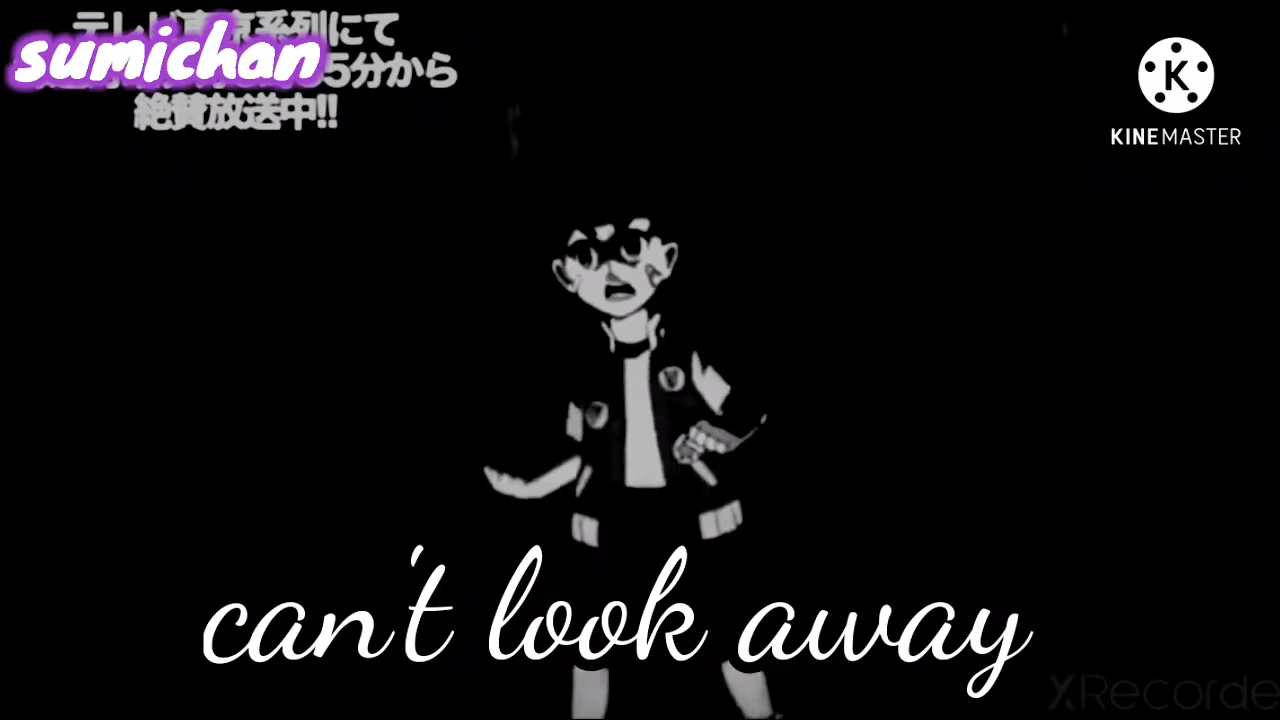 sumichan
テレビ東京系列にて
5分から
絶賛放送中!!
KINEMASTER
can't look away
XRecorde